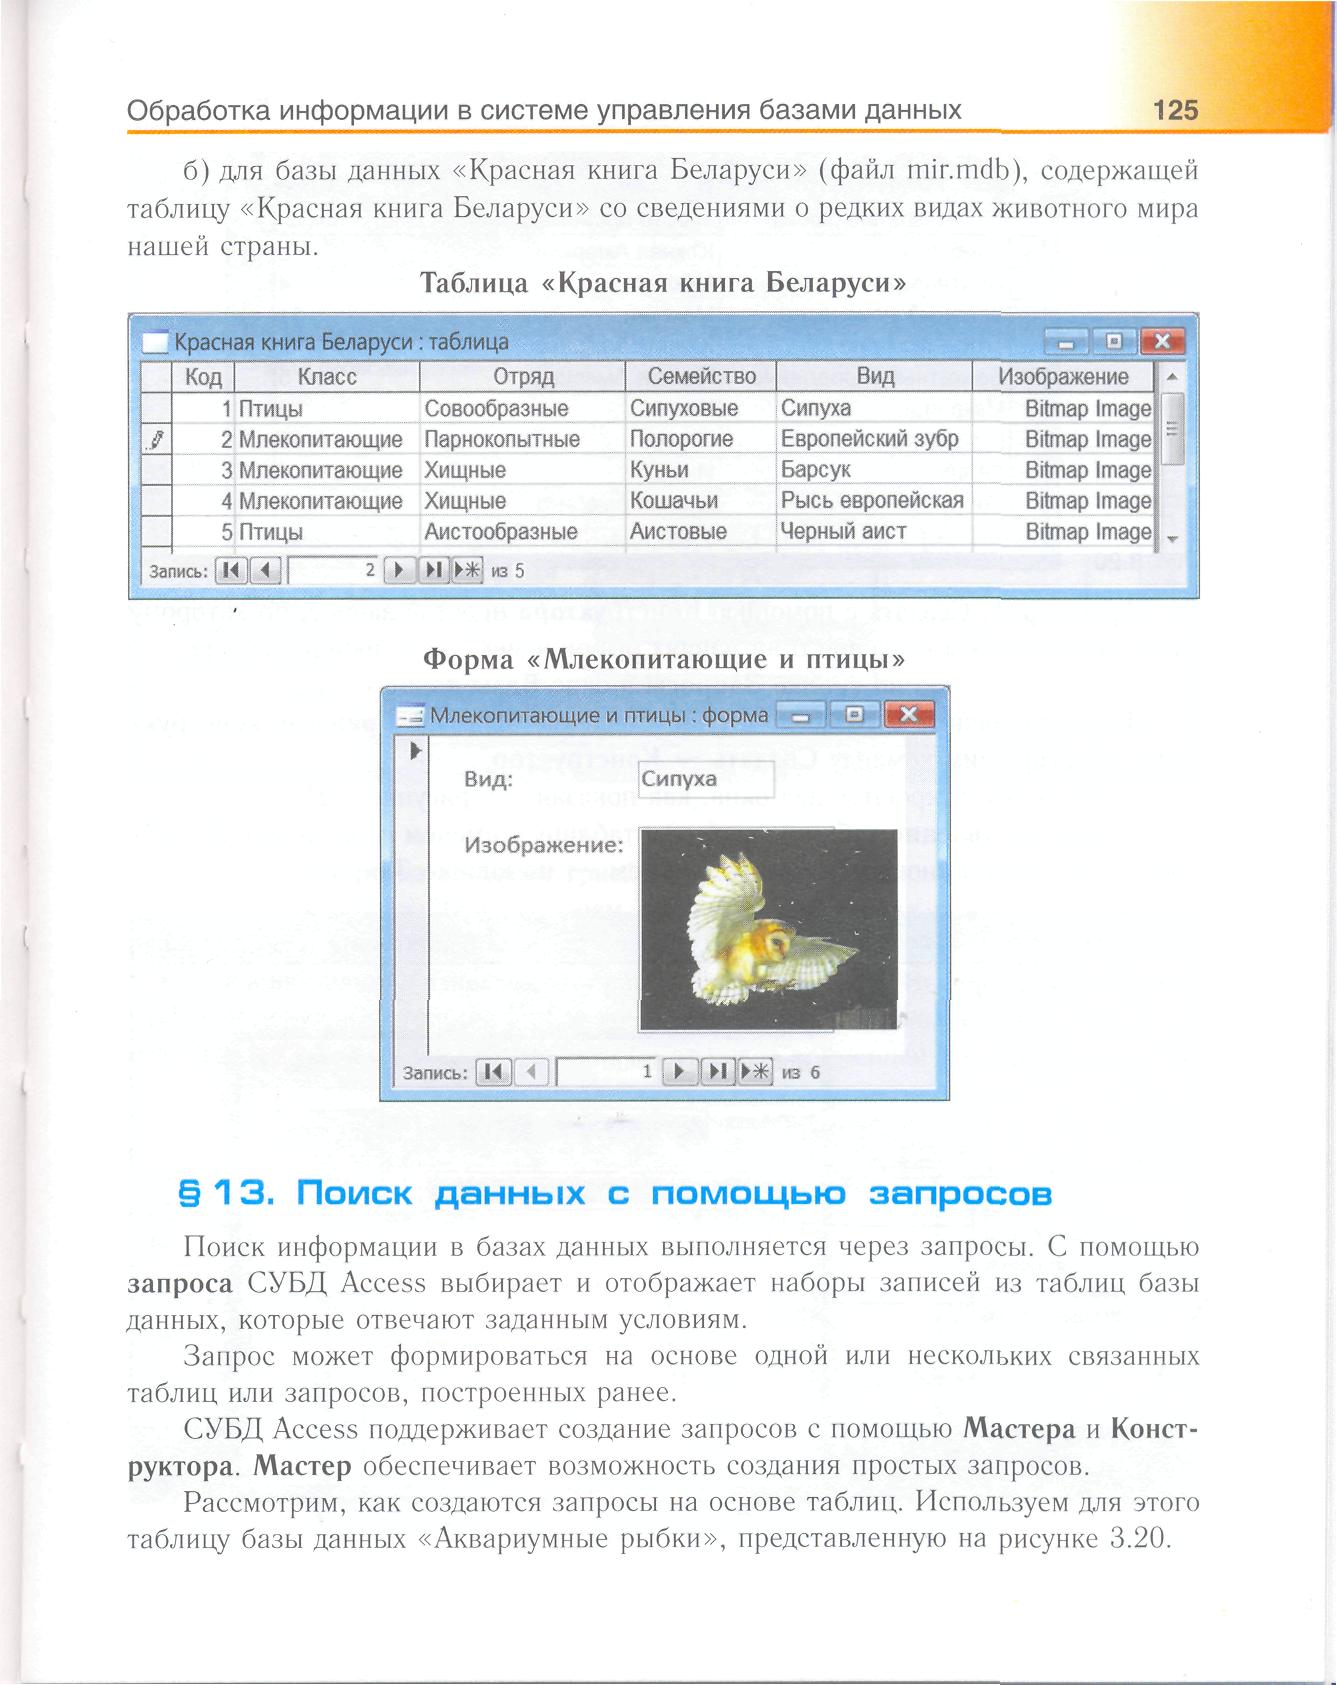 Обработка информации в системе управления базами данных 125
б) для базы данных «Красная книга Беларуси» (файл mir.mdb), содержащей
таблицу «Красная книга Беларуси» со сведениями о редких видах животного мира
нашей страны.
Таблица «Красная книга Беларуси»
Красная книга Беларуси : таблица
Код Класс Отряд Семейство Вид Изображение
1 Птицы Совообразные Сипуховые Сипуха Bitmap Image
2 Млекопитающие Парнокопытные Полорогие Европейский зубр Bitmap Image
3 Млекопитающие Хищные Куньи Барсук Bitmap Image
4 Млекопитающие Хищные Кошачьи Рысь европейская Bitmap Image
5 Птицы Аистообразные Аистовые Черный аист Bitmap Image
Запись: 2 из 5
Форма «Млекопитающие и птицы»
Млекопитающие и птицы : форма
Вид: Сипуха
Изображение:
Запись: 1 из 6
§ 13. Поиск данных с помощью запросов
Поиск информации в базах данных выполняется через запросы. С помощью
запроса СУБД Access выбирает и отображает наборы записей из таблиц базы
данных, которые отвечают заданным условиям.
Запрос может формироваться на основе одной или нескольких связанных
таблиц или запросов, построенных ранее.
СУБД Access поддерживает создание запросов с помощью Мастера и Конст-
руктора. Мастер обеспечивает возможность создания простых запросов.
Рассмотрим, как создаются запросы на основе таблиц. Используем для этого
таблицу базы данных «Аквариумные рыбки», представленную на рисунке 3.20.